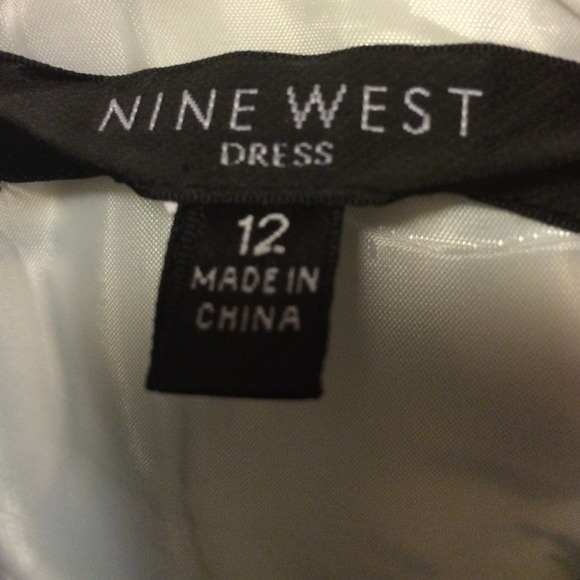 NINE WEST
DRESS
12
MADE IN
CHINA